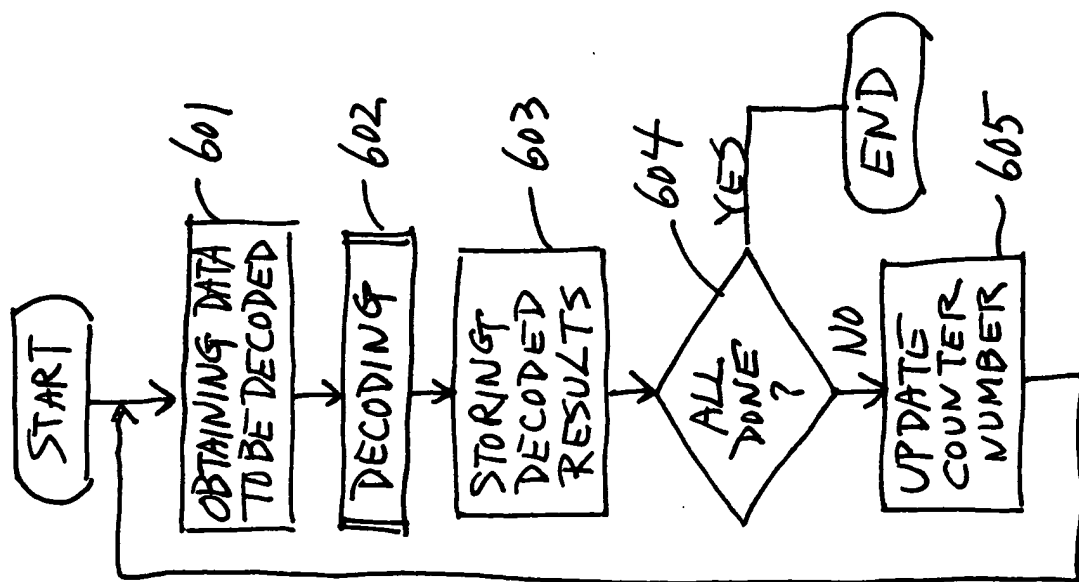 START
601
OBTAINING DATA
TO BE DECODED
602
DECODING
603
STORING
DECODED
RESULTS
604
ALL
DONE
?
YES
END
NO
605
UPDATE
COUNTER
NUMBER